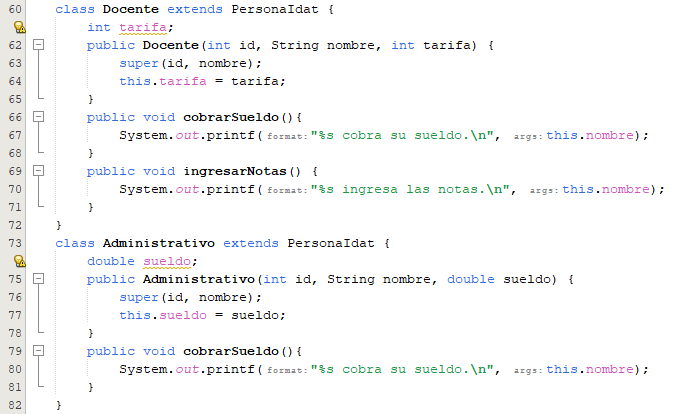 60 class Docente extends PersonaIdat {
int tarifa;
62 public Docente(int id, String nombre, int tarifa) {
63 super(id, nombre);
64 this.tarifa = tarifa;
65 }
66 public void cobrarSueldo(){
67 System.out.printf(format:"%s cobra su sueldo.\n", args:this.nombre);
68 }
69 public void ingresarNotas() {
70 System.out.printf(format:"%s ingresa las notas.\n", args:this.nombre);
71 }
72 }
73 class Administrativo extends PersonaIdat {
double sueldo;
75 public Administrativo(int id, String nombre, double sueldo) {
76 super(id, nombre);
77 this.sueldo = sueldo;
78 }
79 public void cobrarSueldo(){
80 System.out.printf(format:"%s cobra su sueldo.\n", args:this.nombre);
81 }
82 }